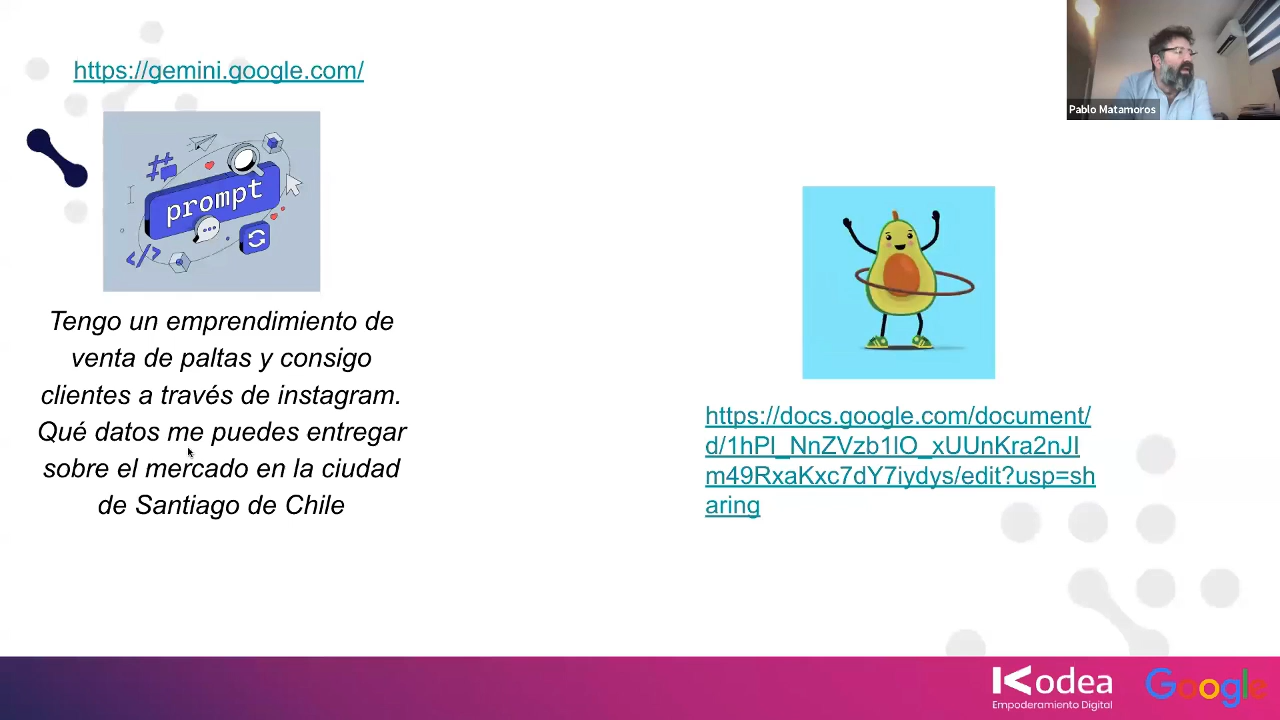 https://gemini.google.com/
Pablo Matamoros
#
prompt
</>
Tengo un emprendimiento de
venta de paltas y consigo
clientes a través de instagram.
Qué datos me puedes entregar
sobre el mercado en la ciudad
de Santiago de Chile
https://docs.google.com/document/
d/1hPl_NnZVzb1lO_xUUnKra2nJI
m49RxaKxc7dY7iydys/edit?usp=sh
aring
Kodea
Empoderamiento Digital
Google